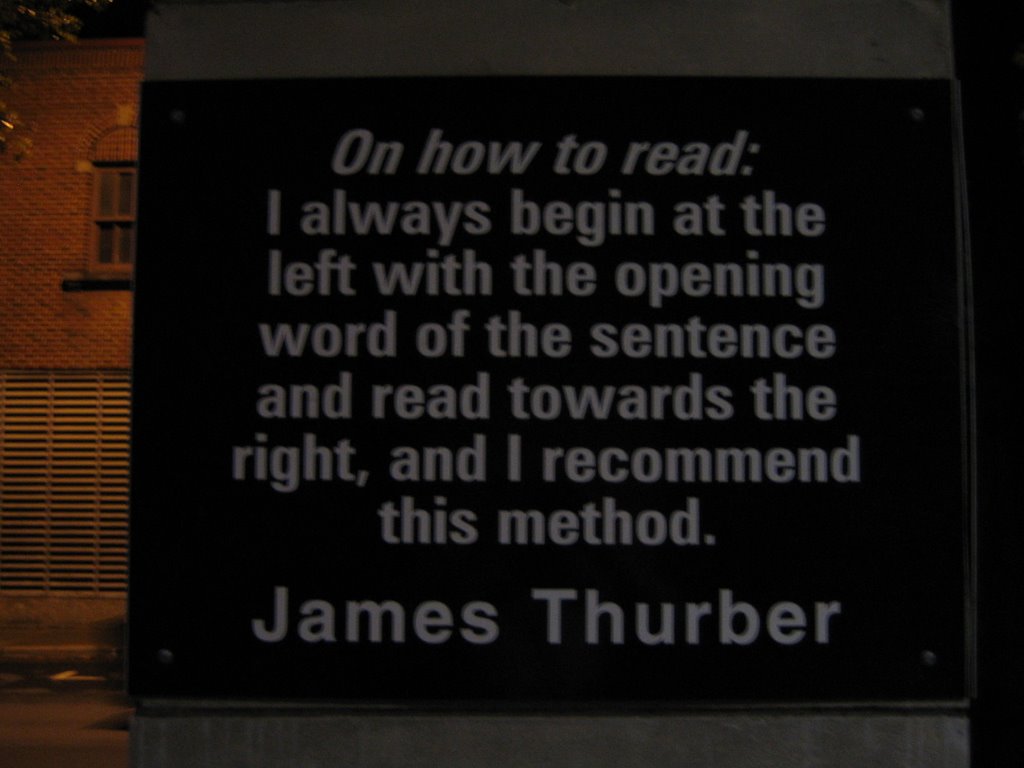 On how to read:
I always begin at the
left with the opening
word of the sentence
and read towards the
right, and I recommend
this method.
James Thurber